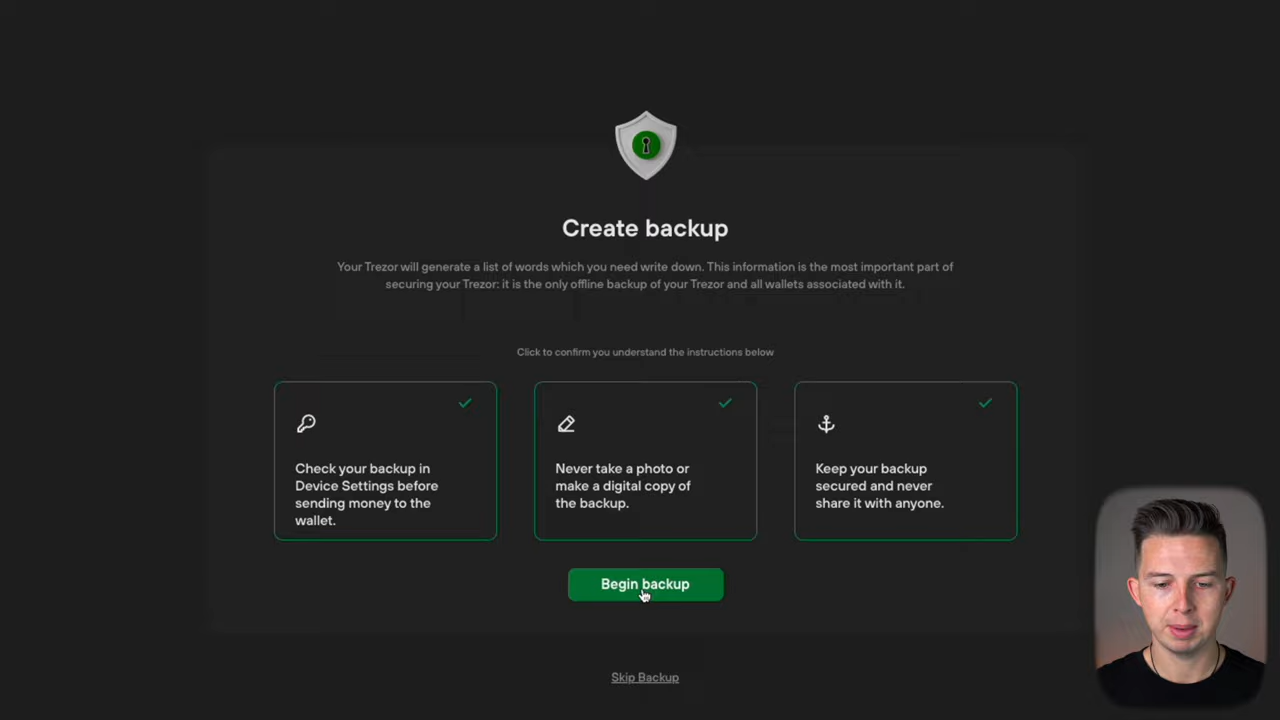 Create backup
Your Trezor will generate a list of words which you need write down. This information is the most important part of
securing your Trezor: it is the only offline backup of your Trezor and all wallets associated with it.
Click to confirm you understand the instructions below
Check your backup in
Device Settings before
sending money to the
wallet.
Never take a photo or
make a digital copy of
the backup.
Keep your backup
secured and never
share it with anyone.
Begin backup
Skip Backup